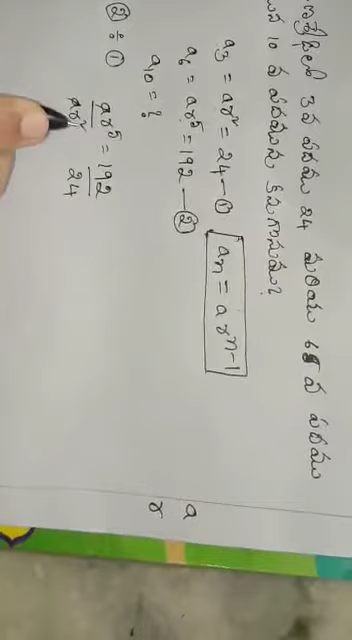 3వ పదము 24 మరియు 6వ పదము
10 వ పదమును కనుగొనుము?
a₃ = ar² = 24 — ①
aₙ = arⁿ⁻¹
a₆ = ar⁵ = 192 — ②
a₁₀ = ?
② ÷ ①
ar⁵/ar² = 192/24
a
r